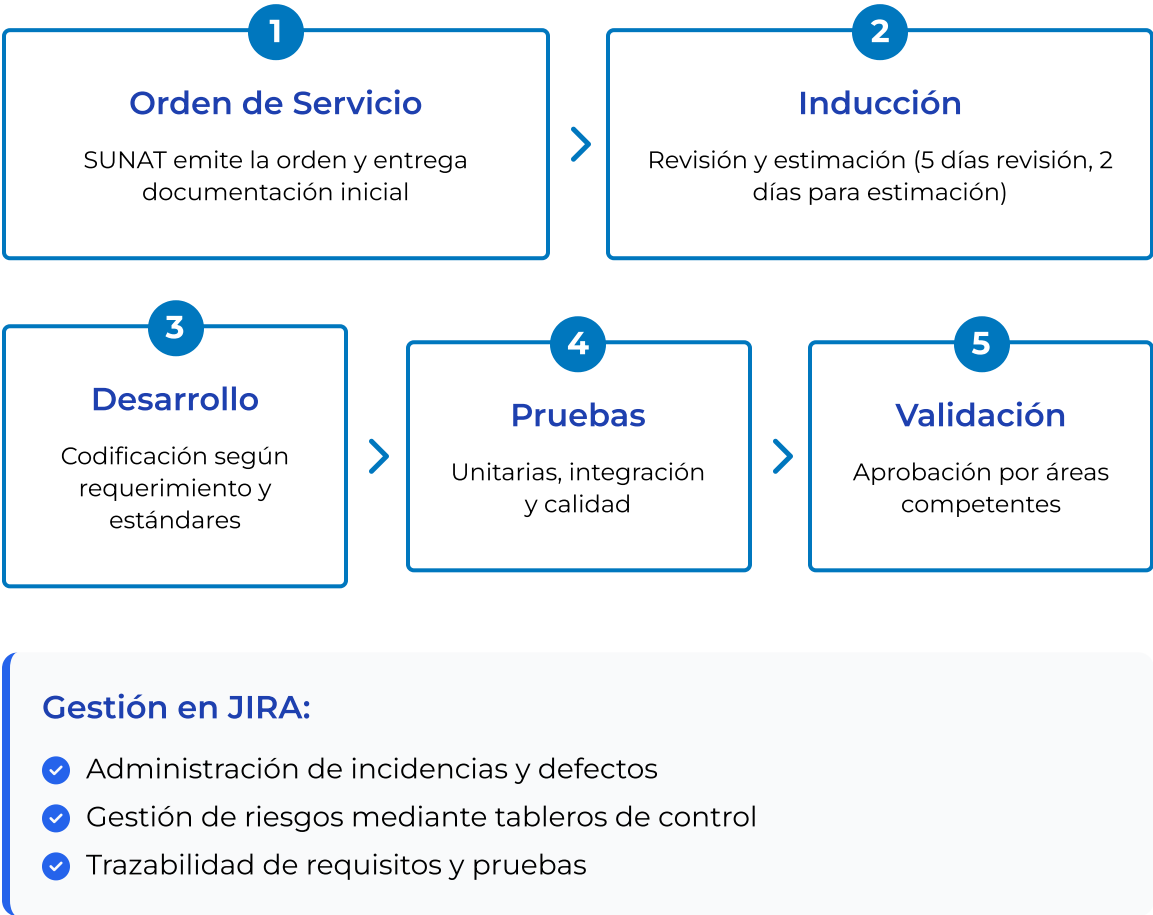 1
Orden de Servicio
SUNAT emite la orden y entrega
documentación inicial
2
Inducción
Revisión y estimación (5 días revisión, 2
días para estimación)
3
Desarrollo
Codificación según
requerimiento y
estándares
4
Pruebas
Unitarias, integración
y calidad
5
Validación
Aprobación por áreas
competentes
Gestión en JIRA:
Administración de incidencias y defectos
Gestión de riesgos mediante tableros de control
Trazabilidad de requisitos y pruebas